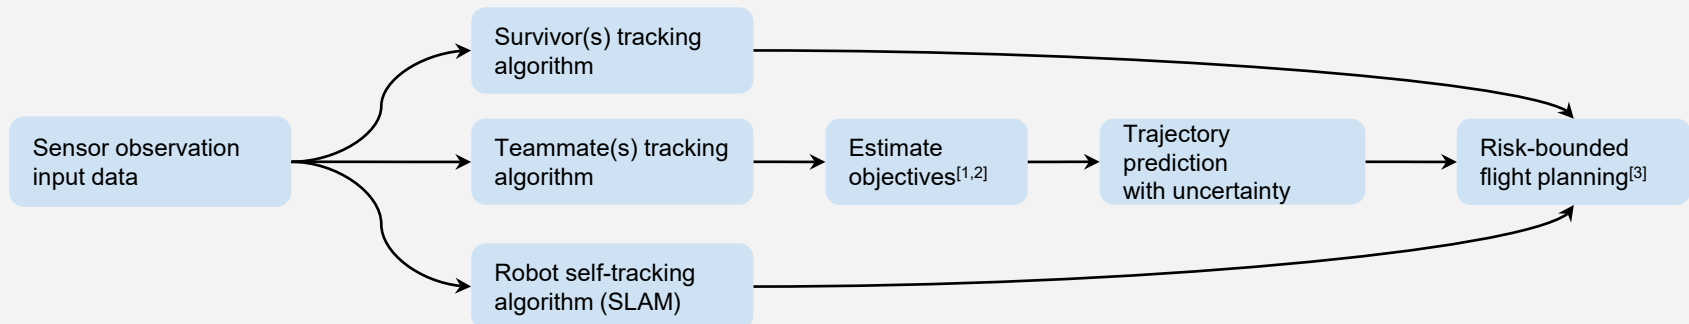 Sensor observation
input data
Survivor(s) tracking
algorithm
Teammate(s) tracking
algorithm
Robot self-tracking
algorithm (SLAM)
Estimate
objectives[1,2]
Trajectory
prediction
with uncertainty
Risk-bounded
flight planning[3]